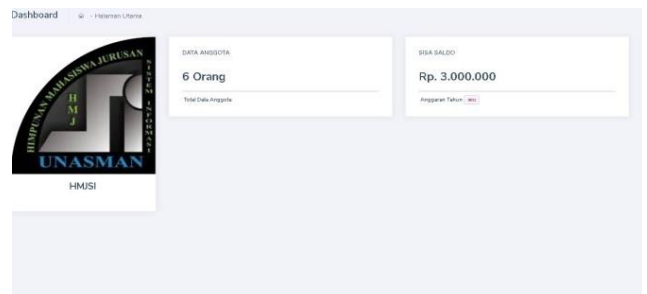 Dashboard - Halaman Utama
HIMPUNAN MAHASISWA JURUSAN
SISTEM INFORMASI
HMJ
UNASMAN
HMJSI
DATA ANGGOTA
6 Orang
Total Data Anggota
SISA SALDO
Rp. 3.000.000
Anggaran Tahun